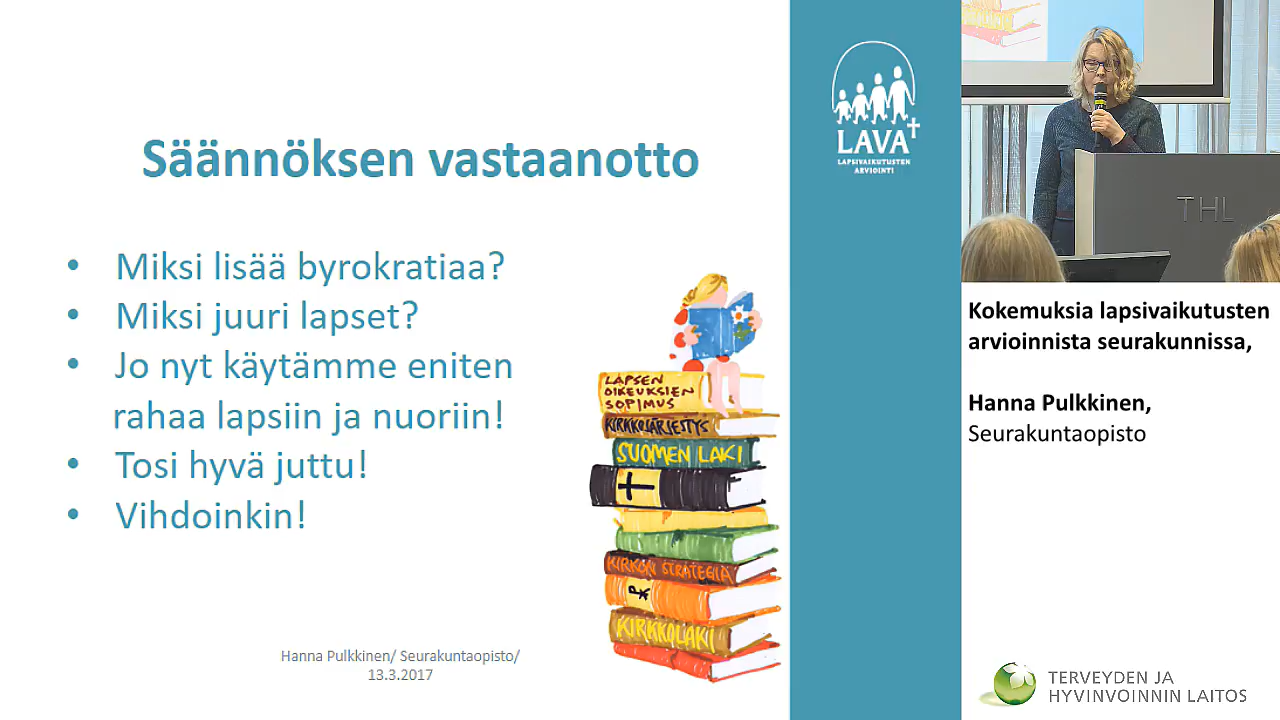 Säännöksen vastaanotto
• Miksi lisää byrokratiaa?
• Miksi juuri lapset?
• Jo nyt käytämme eniten
rahaa lapsiin ja nuoriin!
• Tosi hyvä juttu!
• Vihdoinkin!
LAPSEN
OIKEUKSIEN
SOPIMUS
KIRKKOJÄRJESTYS
SUOMEN LAKI
KIRKON STRATEGIA
KIRKKOLAKI
Hanna Pulkkinen/ Seurakuntaopisto/
13.3.2017
LAVA
LAPSIVAIKUTUSTEN
ARVIOINTI
THL
Kokemuksia lapsivaikutusten
arvioinnista seurakunnissa,
Hanna Pulkkinen,
Seurakuntaopisto
TERVEYDEN JA
HYVINVOINNIN LAITOS